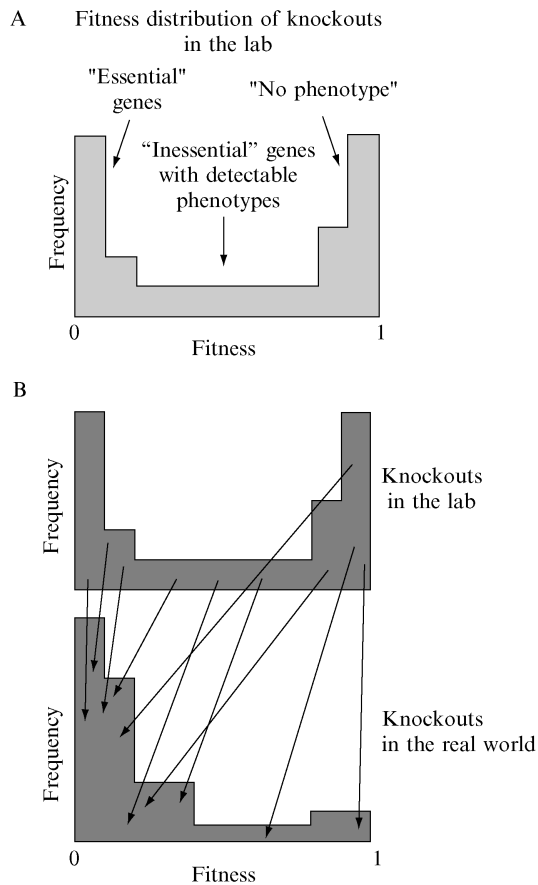 A
Fitness distribution of knockouts
in the lab
"Essential"
genes
"No phenotype"
“Inessential” genes
with detectable
phenotypes
Frequency
0
1
Fitness
B
Frequency
Knockouts
in the lab
Frequency
Knockouts
in the real world
0
1
Fitness